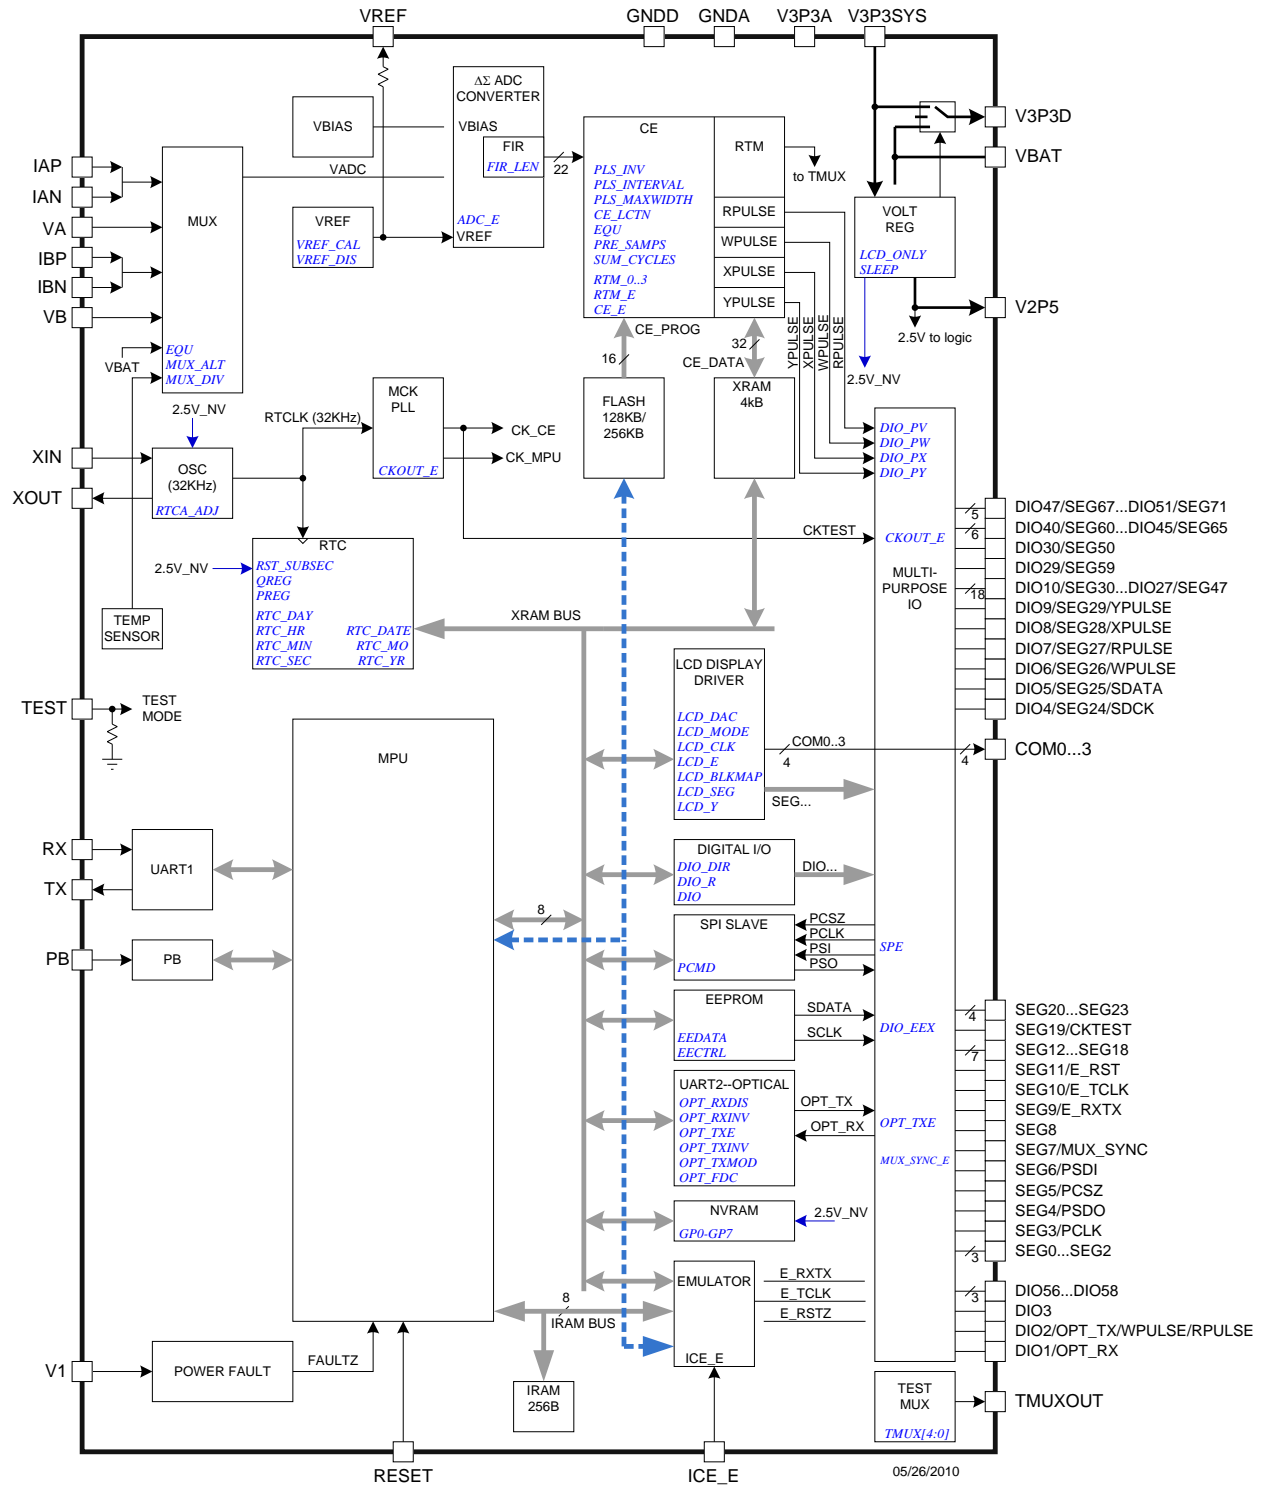 VREF
GNDD
GNDA
V3P3A
V3P3SYS
IAP
IAN
VA
IBP
IBN
VB
XIN
XOUT
TEST
RX
TX
PB
V1
VBIAS
ΔΣ ADC
CONVERTER
VBIAS
FIR
FIR_LEN
22
VADC
ADC_E
VREF
VREF
VREF_CAL
VREF_DIS
MUX
EQU
MUX_ALT
MUX_DIV
VBAT
CE
PLS_INV
PLS_INTERVAL
PLS_MAXWIDTH
CE_LCTN
EQU
PRE_SAMPS
SUM_CYCLES
RTM_0..3
RTM_E
CE_E
RTM
to TMUX
RPULSE
WPULSE
XPULSE
YPULSE
VOLT
REG
LCD_ONLY
SLEEP
2.5V to logic
2.5V_NV
V3P3D
VBAT
V2P5
CE_PROG
16
32
CE_DATA
YPULSE
XPULSE
WPULSE
RPULSE
2.5V_NV
OSC
(32KHz)
RTCA_ADJ
RTCLK (32KHz)
MCK
PLL
CKOUT_E
CK_CE
CK_MPU
FLASH
128KB/
256KB
XRAM
4kB
DIO_PV
DIO_PW
DIO_PX
DIO_PY
CKTEST
CKOUT_E
MULTI-
PURPOSE
IO
RTC
2.5V_NV
RST_SUBSEC
QREG
PREG
RTC_DAY
RTC_HR
RTC_MIN
RTC_SEC
RTC_DATE
RTC_MO
RTC_YR
TEMP
SENSOR
XRAM BUS
TEST
MODE
MPU
LCD DISPLAY
DRIVER
LCD_DAC
LCD_MODE
LCD_CLK
LCD_E
LCD_BLKMAP
LCD_SEG
LCD_Y
COM0..3
4
4
SEG...
UART1
PB
8
DIGITAL I/O
DIO_DIR
DIO_R
DIO
DIO...
SPI SLAVE
PCMD
PCSZ
PCLK
PSI
PSO
SPE
EEPROM
EEDATA
EECTRL
SDATA
SCLK
DIO_EEX
UART2--OPTICAL
OPT_RXDIS
OPT_RXINV
OPT_TXE
OPT_TXINV
OPT_TXMOD
OPT_FDC
OPT_TX
OPT_RX
OPT_TXE
MUX_SYNC_E
NVRAM
GP0-GP7
2.5V_NV
EMULATOR
ICE_E
E_RXTX
E_TCLK
E_RSTZ
8
IRAM BUS
IRAM
256B
POWER FAULT
FAULTZ
TEST
MUX
TMUX[4:0]
5
DIO47/SEG67...DIO51/SEG71
6
DIO40/SEG60...DIO45/SEG65
DIO30/SEG50
DIO29/SEG59
18
DIO10/SEG30...DIO27/SEG47
DIO9/SEG29/YPULSE
DIO8/SEG28/XPULSE
DIO7/SEG27/RPULSE
DIO6/SEG26/WPULSE
DIO5/SEG25/SDATA
DIO4/SEG24/SDCK
COM0...3
4
SEG20...SEG23
SEG19/CKTEST
7
SEG12...SEG18
SEG11/E_RST
SEG10/E_TCLK
SEG9/E_RXTX
SEG8
SEG7/MUX_SYNC
SEG6/PSDI
SEG5/PCSZ
SEG4/PSDO
SEG3/PCLK
3
SEG0...SEG2
3
DIO56...DIO58
DIO3
DIO2/OPT_TX/WPULSE/RPULSE
DIO1/OPT_RX
TMUXOUT
RESET
ICE_E
05/26/2010